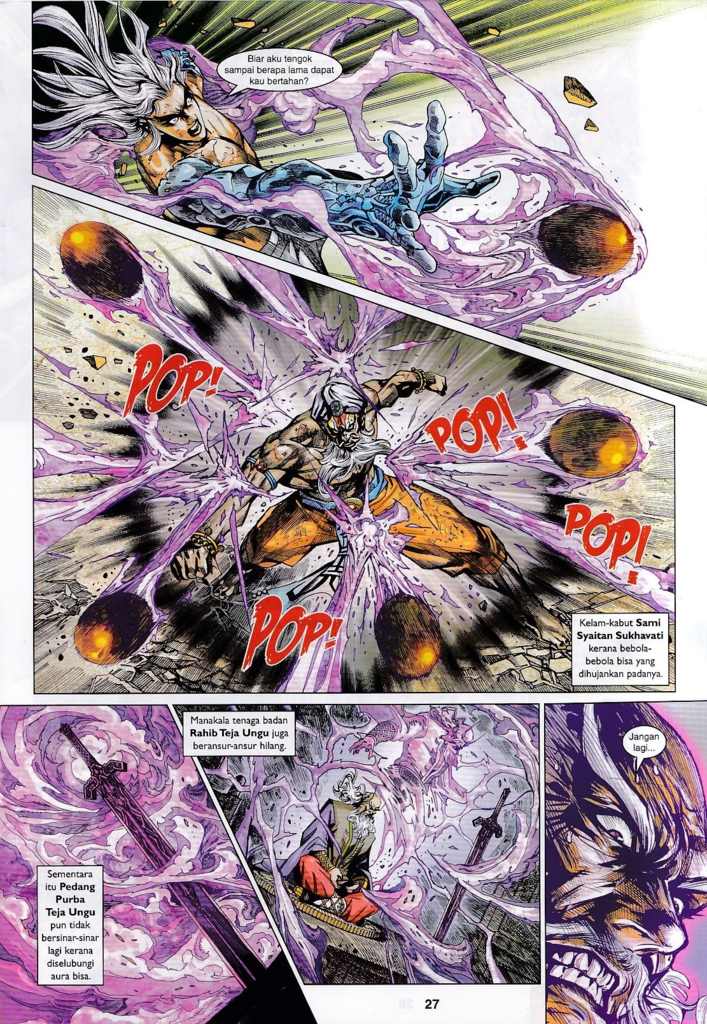 Biar aku tengok
sampai berapa lama dapat
kau bertahan?
POP!
POP!
POP!
POP!
Kelam-kabut Sami
Syaitan Sukhavati
kerana bebola-
bebola bisa yang
dihujankan padanya.
Manakala tenaga badan
Rahib Teja Ungu juga
beransur-ansur hilang.
Jangan
lagi...
Sementara
itu Pedang
Purba
Teja Ungu
pun tidak
bersinar-sinar
lagi kerana
diselubungi
aura bisa.
27